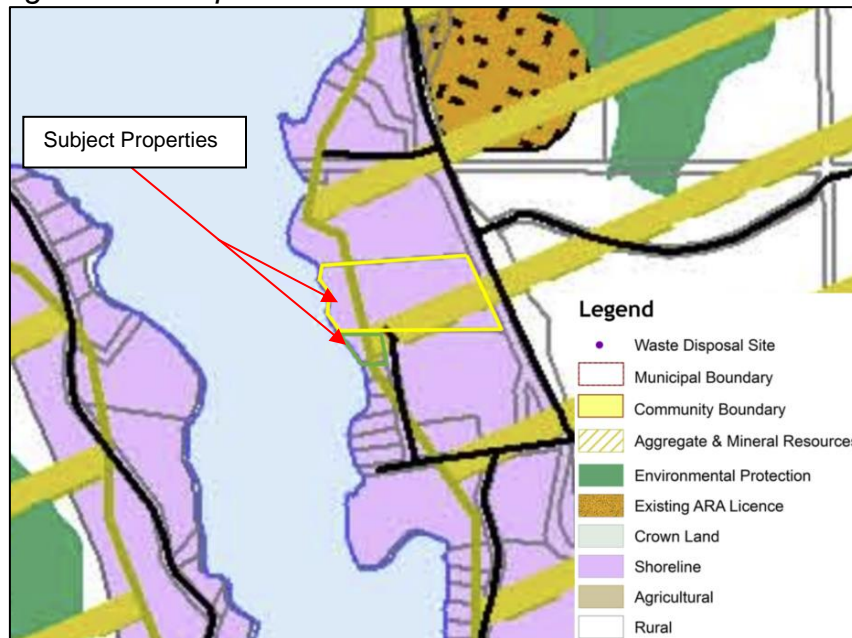 Subject Properties
Legend
Waste Disposal Site
Municipal Boundary
Community Boundary
Aggregate & Mineral Resources
Environmental Protection
Existing ARA Licence
Crown Land
Shoreline
Agricultural
Rural